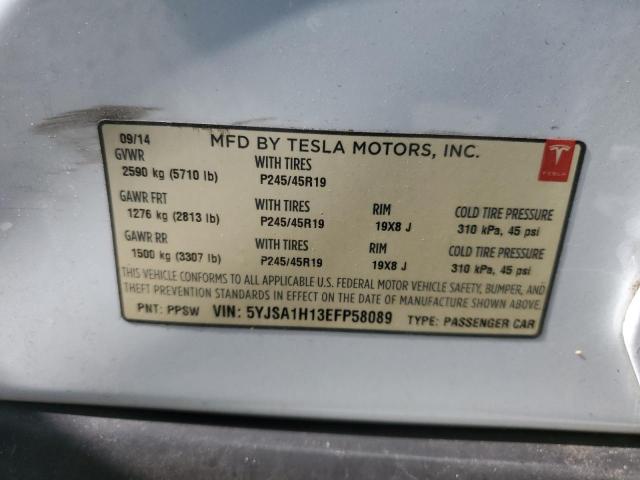 09/14 MFD BY TESLA MOTORS, INC.
GVWR WITH TIRES
2590 kg (5710 lb) P245/45R19
TESLA
GAWR FRT WITH TIRES RIM COLD TIRE PRESSURE
1276 kg (2813 lb) P245/45R19 19X8 J 310 kPa, 45 psi
GAWR RR WITH TIRES RIM COLD TIRE PRESSURE
1500 kg (3307 lb) P245/45R19 19X8 J 310 kPa, 45 psi
THIS VEHICLE CONFORMS TO ALL APPLICABLE U.S. FEDERAL MOTOR VEHICLE SAFETY, BUMPER, AND
THEFT PREVENTION STANDARDS IN EFFECT ON THE DATE OF MANUFACTURE SHOWN ABOVE.
PNT: PPSW VIN: 5YJSA1H13EFP58089 TYPE: PASSENGER CAR